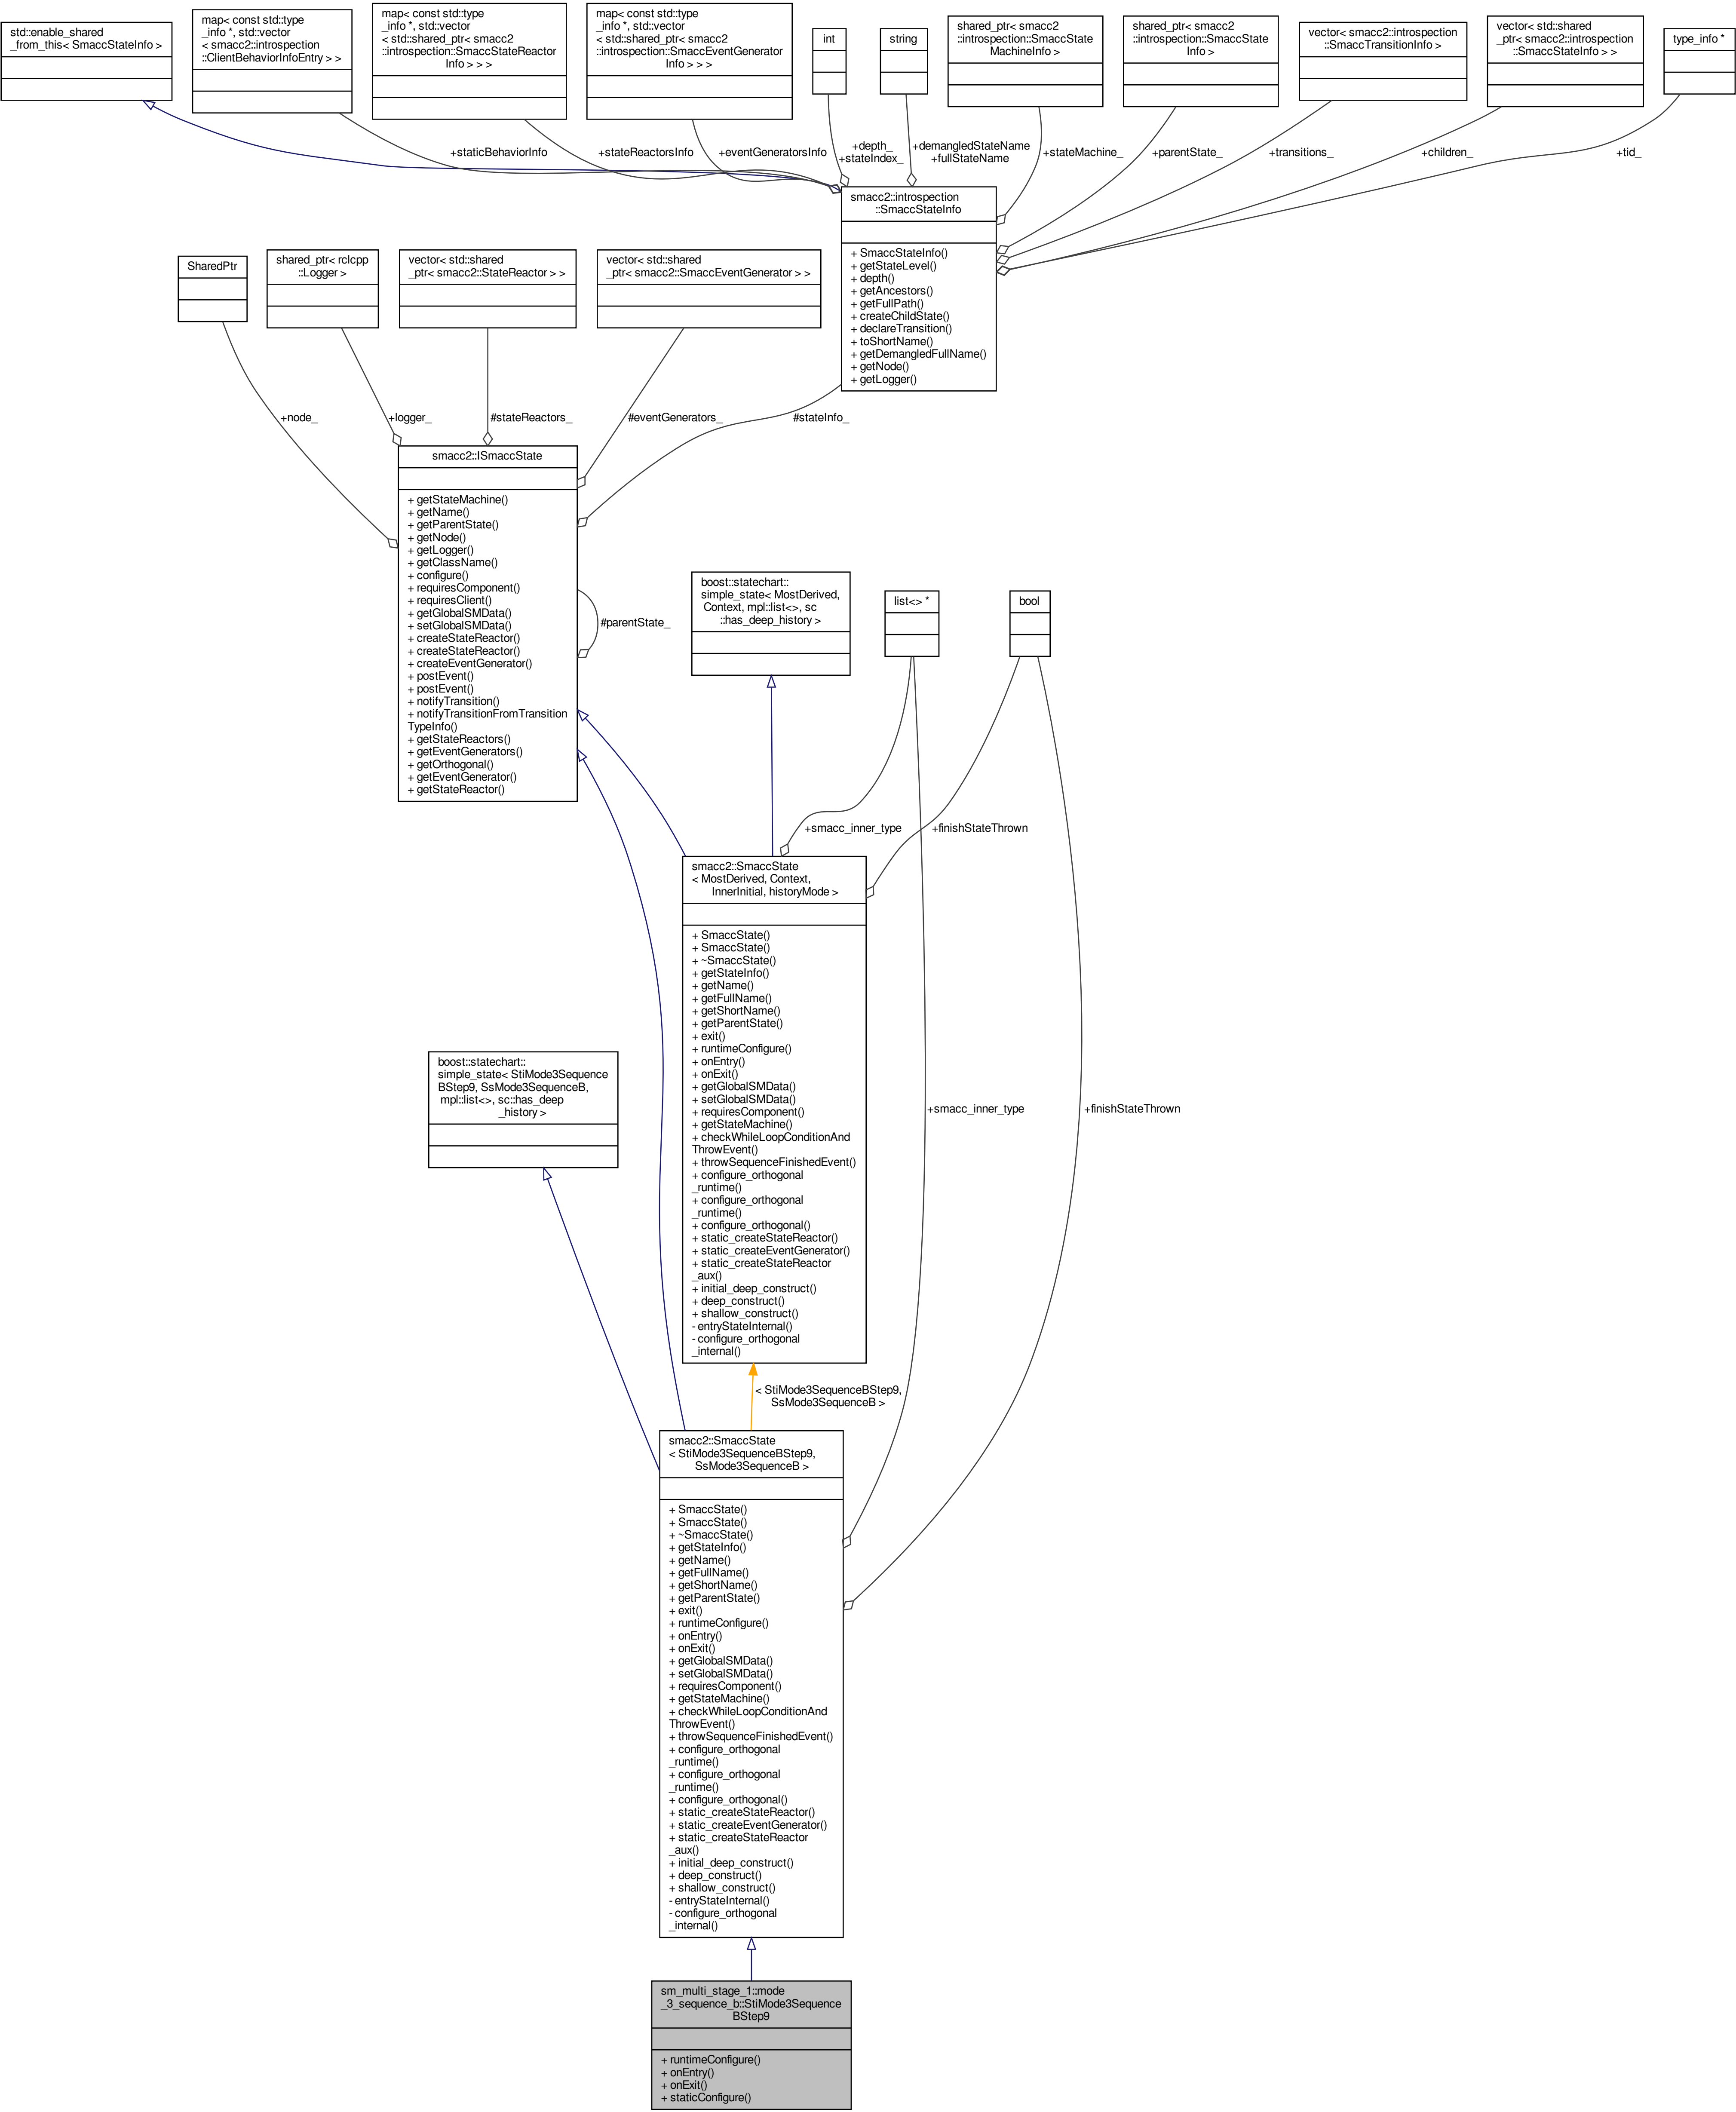 std::enable_shared
_from_this< SmaccStateInfo >
map< const std::type
_info *, std::vector
< smacc2::introspection
::ClientBehaviorInfoEntry > >
map< const std::type
_info *, std::vector
< std::shared_ptr< smacc2
::introspection::SmaccStateReactor
Info > > >
map< const std::type
_info *, std::vector
< std::shared_ptr< smacc2
::introspection::SmaccEventGenerator
Info > > >
int
string
shared_ptr< smacc2
::introspection::SmaccState
MachineInfo >
shared_ptr< smacc2
::introspection::SmaccState
Info >
vector< smacc2::introspection
::SmaccTransitionInfo >
vector< std::shared
_ptr< smacc2::introspection
::SmaccStateInfo > >
type_info *
+staticBehaviorInfo
+stateReactorsInfo
+eventGeneratorsInfo
+depth_
+stateIndex_
+demangledStateName
+fullStateName
+stateMachine_
+parentState_
+transitions_
+children_
+tid_
smacc2::introspection
::SmaccStateInfo
+ SmaccStateInfo()
+ getStateLevel()
+ depth()
+ getAncestors()
+ getFullPath()
+ createChildState()
+ declareTransition()
+ toShortName()
+ getDemangledFullName()
+ getNode()
+ getLogger()
SharedPtr
shared_ptr< rclcpp
::Logger >
vector< std::shared
_ptr< smacc2::StateReactor > >
vector< std::shared
_ptr< smacc2::SmaccEventGenerator > >
+node_
+logger_
#stateReactors_
#eventGenerators_
#stateInfo_
smacc2::ISmaccState
+ getStateMachine()
+ getName()
+ getParentState()
+ getNode()
+ getLogger()
+ getClassName()
+ configure()
+ requiresComponent()
+ requiresClient()
+ getGlobalSMData()
+ setGlobalSMData()
+ createStateReactor()
+ createStateReactor()
+ createEventGenerator()
+ postEvent()
+ postEvent()
+ notifyTransition()
+ notifyTransitionFromTransition
TypeInfo()
+ getStateReactors()
+ getEventGenerators()
+ getOrthogonal()
+ getEventGenerator()
+ getStateReactor()
#parentState_
boost::statechart::
simple_state< MostDerived,
Context, mpl::list<>, sc
::has_deep_history >
list<> *
bool
+smacc_inner_type
+finishStateThrown
smacc2::SmaccState
< MostDerived, Context,
InnerInitial, historyMode >
+ SmaccState()
+ SmaccState()
+ ~SmaccState()
+ getStateInfo()
+ getName()
+ getFullName()
+ getShortName()
+ getParentState()
+ exit()
+ runtimeConfigure()
+ onEntry()
+ onExit()
+ getGlobalSMData()
+ setGlobalSMData()
+ requiresComponent()
+ getStateMachine()
+ checkWhileLoopConditionAnd
ThrowEvent()
+ throwSequenceFinishedEvent()
+ configure_orthogonal
_runtime()
+ configure_orthogonal
_runtime()
+ configure_orthogonal()
+ static_createStateReactor()
+ static_createEventGenerator()
+ static_createStateReactor
_aux()
+ initial_deep_construct()
+ deep_construct()
+ shallow_construct()
- entryStateInternal()
- configure_orthogonal
_internal()
boost::statechart::
simple_state< StiMode3Sequence
BStep9, SsMode3SequenceB,
mpl::list<>, sc::has_deep
_history >
+smacc_inner_type
+finishStateThrown
< StiMode3SequenceBStep9,
SsMode3SequenceB >
smacc2::SmaccState
< StiMode3SequenceBStep9,
SsMode3SequenceB >
+ SmaccState()
+ SmaccState()
+ ~SmaccState()
+ getStateInfo()
+ getName()
+ getFullName()
+ getShortName()
+ getParentState()
+ exit()
+ runtimeConfigure()
+ onEntry()
+ onExit()
+ getGlobalSMData()
+ setGlobalSMData()
+ requiresComponent()
+ getStateMachine()
+ checkWhileLoopConditionAnd
ThrowEvent()
+ throwSequenceFinishedEvent()
+ configure_orthogonal
_runtime()
+ configure_orthogonal
_runtime()
+ configure_orthogonal()
+ static_createStateReactor()
+ static_createEventGenerator()
+ static_createStateReactor
_aux()
+ initial_deep_construct()
+ deep_construct()
+ shallow_construct()
- entryStateInternal()
- configure_orthogonal
_internal()
sm_multi_stage_1::mode
_3_sequence_b::StiMode3Sequence
BStep9
+ runtimeConfigure()
+ onEntry()
+ onExit()
+ staticConfigure()